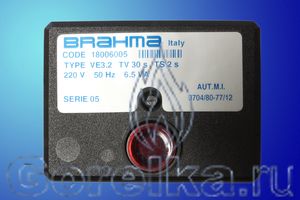 BRAHMA Italy
CODE 18006005
TYPE VE3.2 TV 30 s TS 2 s
220 V 50 Hz 6.5 VA
AUT.M.I.
SERIE 05 3704/80-77/12
Gorelka.ru